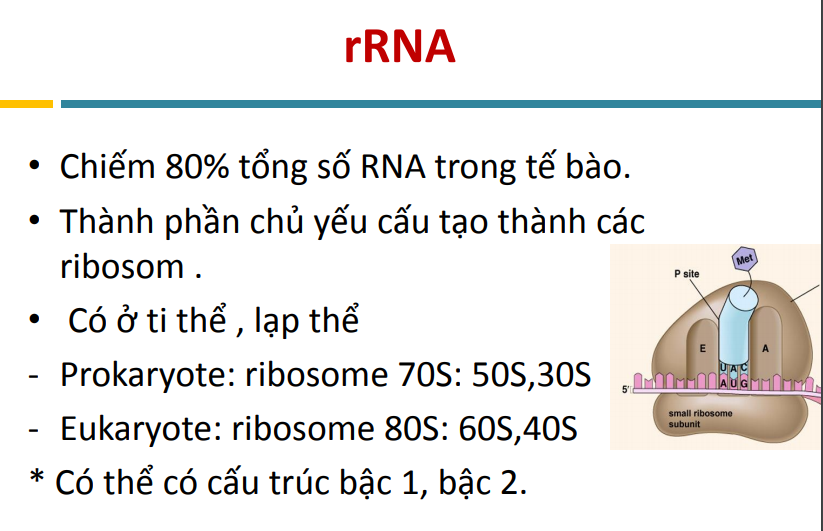 rRNA
• Chiếm 80% tổng số RNA trong tế bào.
• Thành phần chủ yếu cấu tạo thành các
ribosom .
• Có ở ti thể , lạp thể
- Prokaryote: ribosome 70S: 50S,30S
- Eukaryote: ribosome 80S: 60S,40S
* Có thể có cấu trúc bậc 1, bậc 2.
Met
P site
E
A
U A C
A U G
5'
small ribosome
subunit